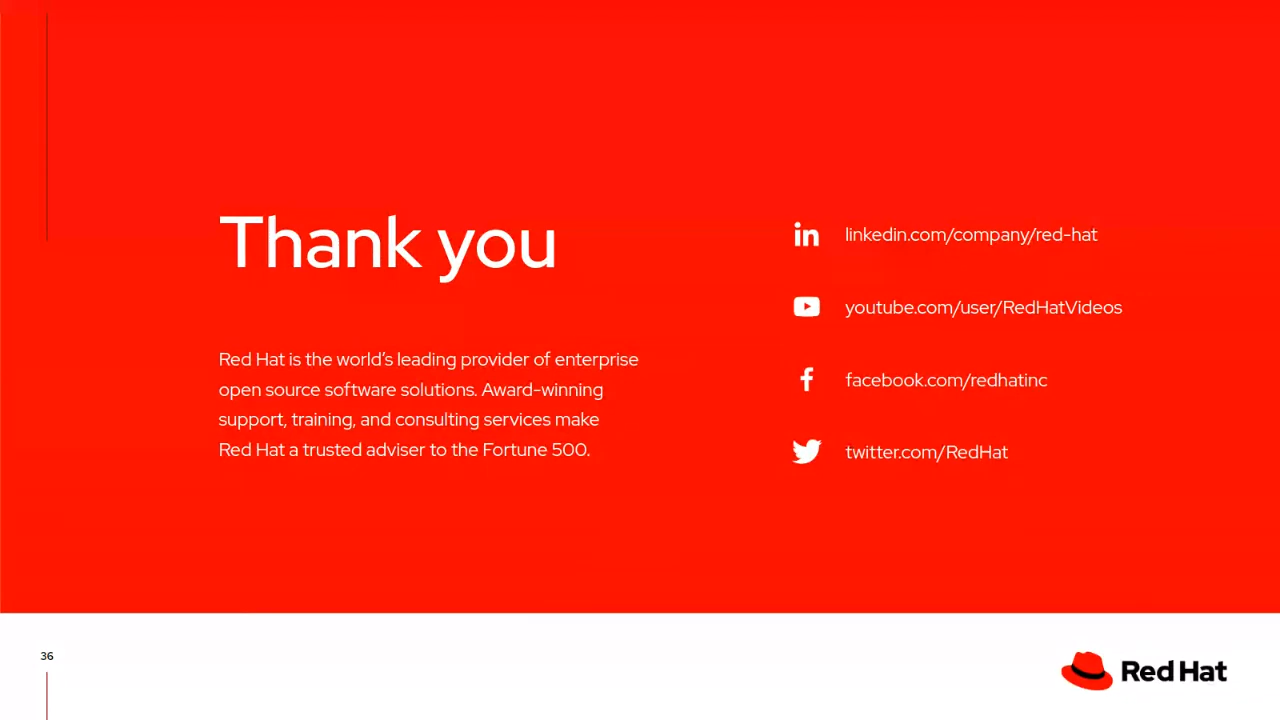 Thank you
Red Hat is the world's leading provider of enterprise
open source software solutions. Award-winning
support, training, and consulting services make
Red Hat a trusted adviser to the Fortune 500.
linkedin.com/company/red-hat
youtube.com/user/RedHatVideos
facebook.com/redhatinc
twitter.com/RedHat
36
Red Hat